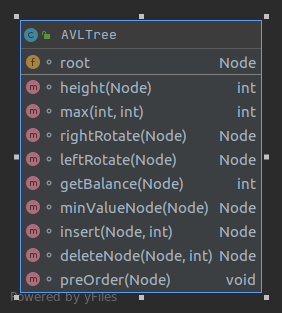 C AVLTree
f root Node
m height(Node) int
m max(int, int) int
m rightRotate(Node) Node
m leftRotate(Node) Node
m getBalance(Node) int
m minValueNode(Node) Node
m insert(Node, int) Node
m deleteNode(Node, int) Node
m preOrder(Node) void
Powered by yFiles